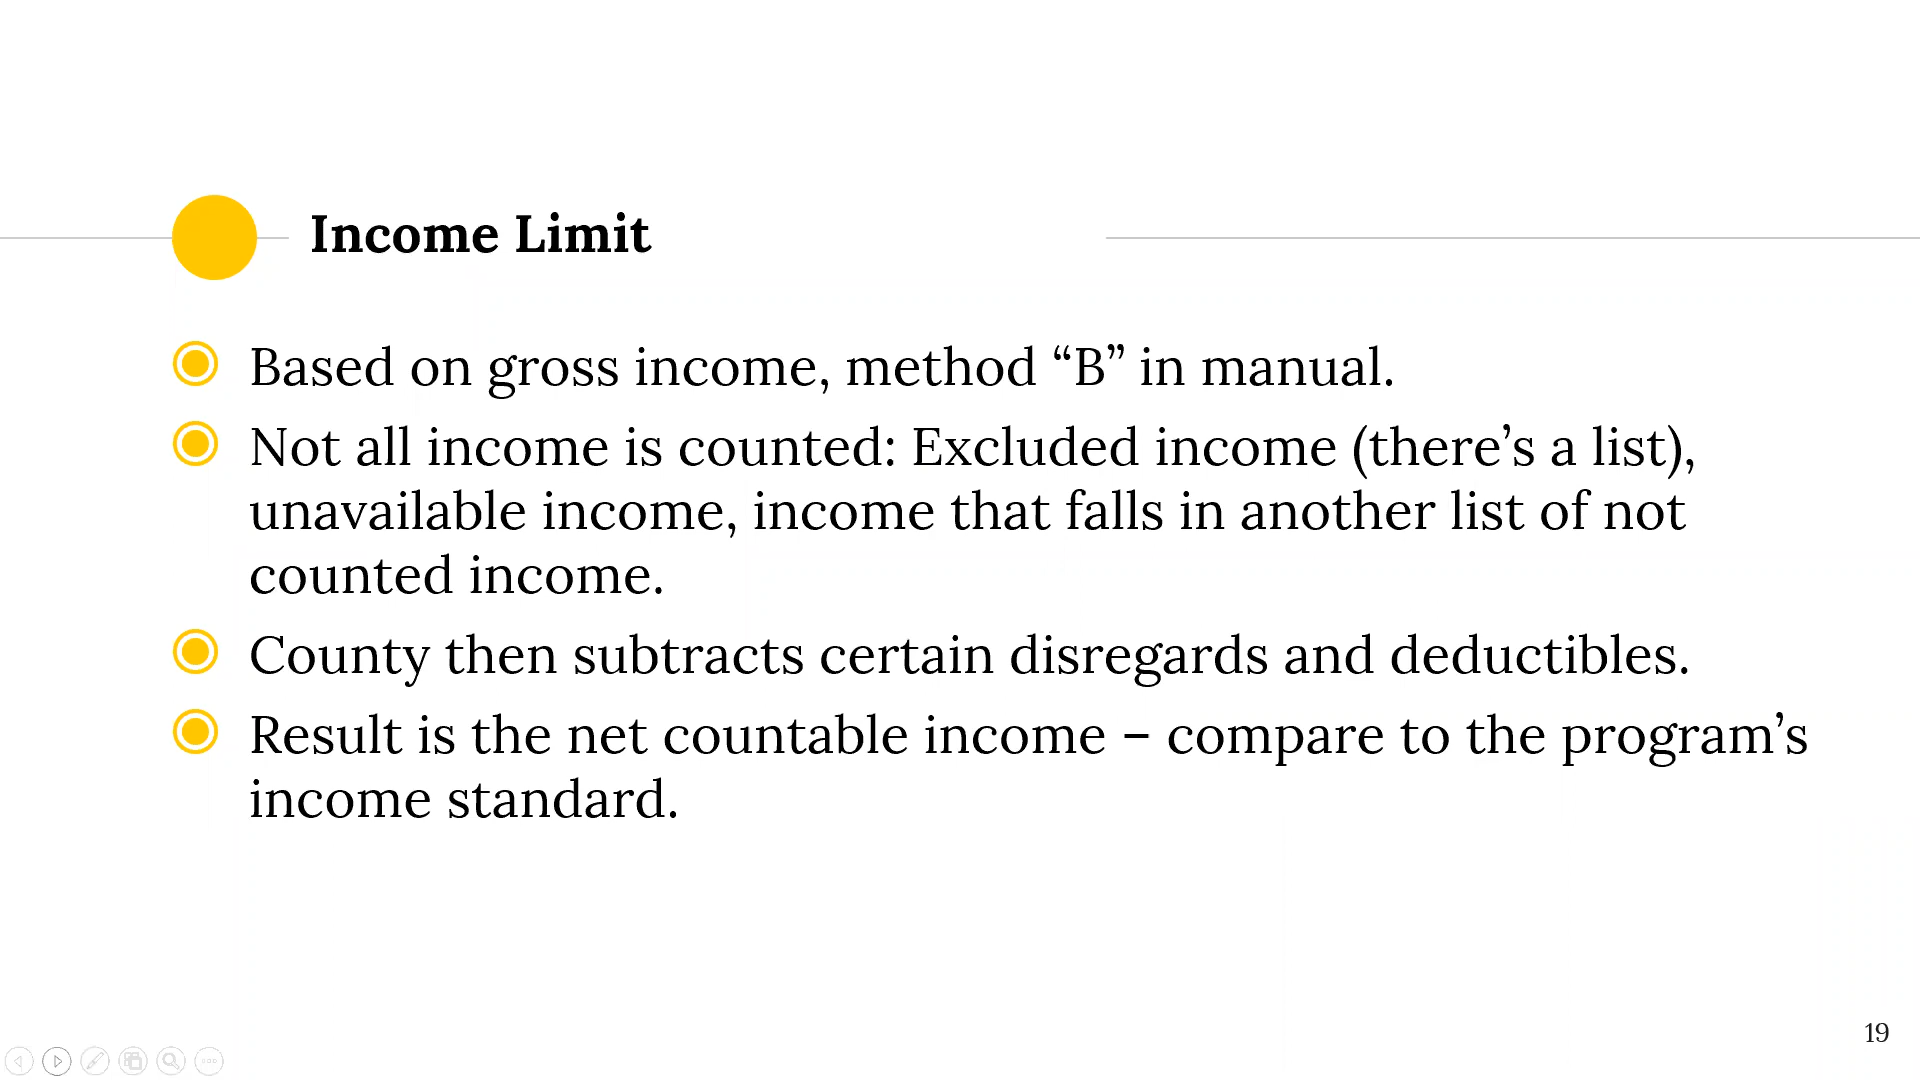 Income Limit
Based on gross income, method “B” in manual.
Not all income is counted: Excluded income (there’s a list),
unavailable income, income that falls in another list of not
counted income.
County then subtracts certain disregards and deductibles.
Result is the net countable income – compare to the program’s
income standard.
19